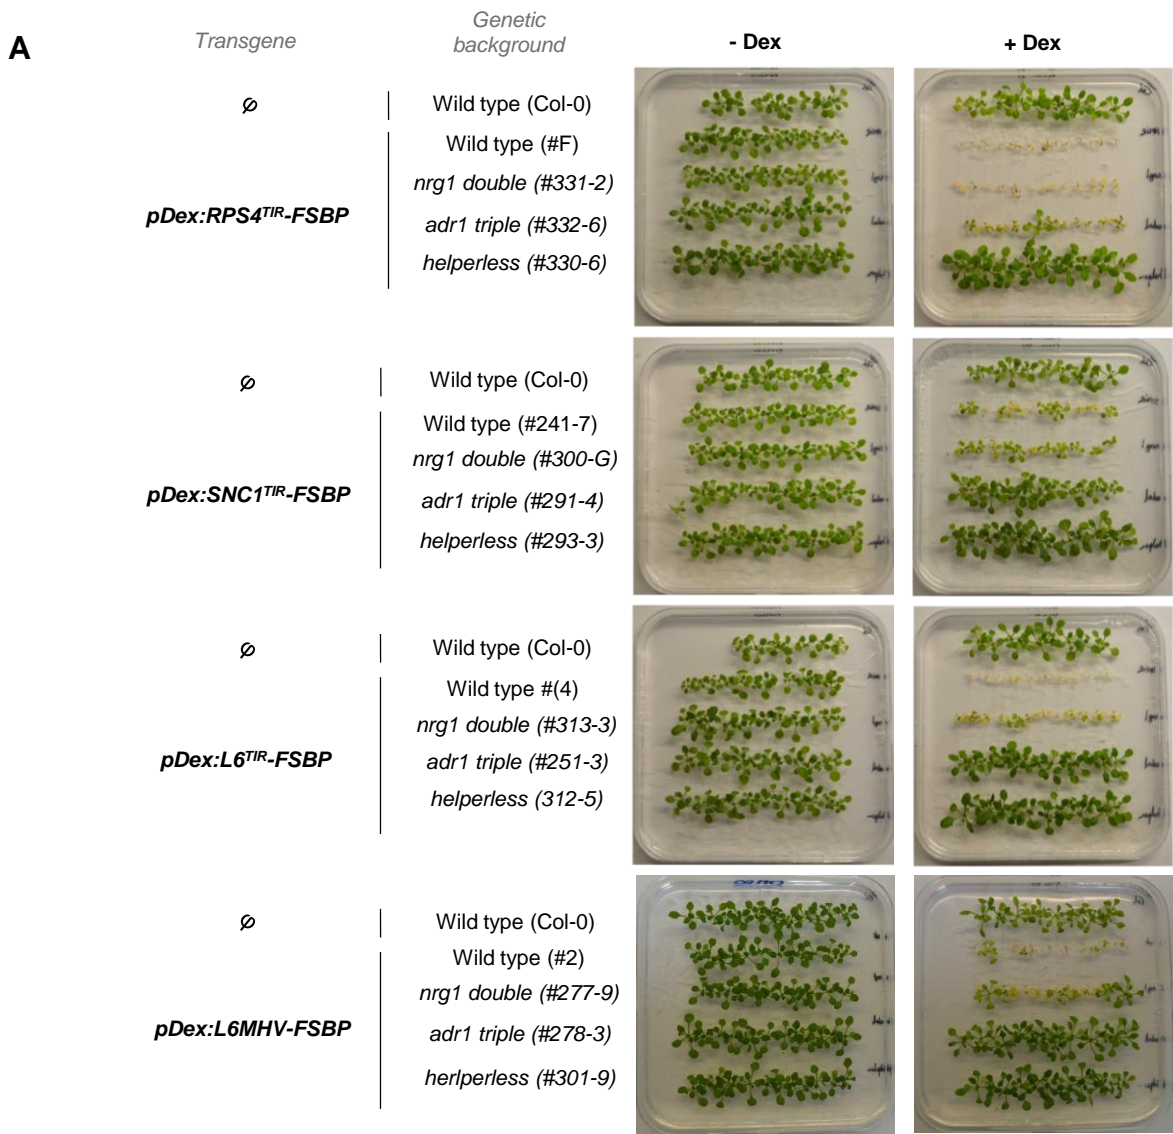 A
Transgene
Genetic
background
- Dex
+ Dex
Wild type (Col-0)
Wild type (#F)
nrg1 double (#331-2)
pDex:RPS4TIR-FSBP
adr1 triple (#332-6)
helperless (#330-6)
Wild type (Col-0)
Wild type (#241-7)
nrg1 double (#300-G)
pDex:SNC1TIR-FSBP
adr1 triple (#291-4)
helperless (#293-3)
Wild type (Col-0)
Wild type #(4)
nrg1 double (#313-3)
pDex:L6TIR-FSBP
adr1 triple (#251-3)
helperless (312-5)
Wild type (Col-0)
Wild type (#2)
nrg1 double (#277-9)
pDex:L6MHV-FSBP
adr1 triple (#278-3)
herlperless (#301-9)